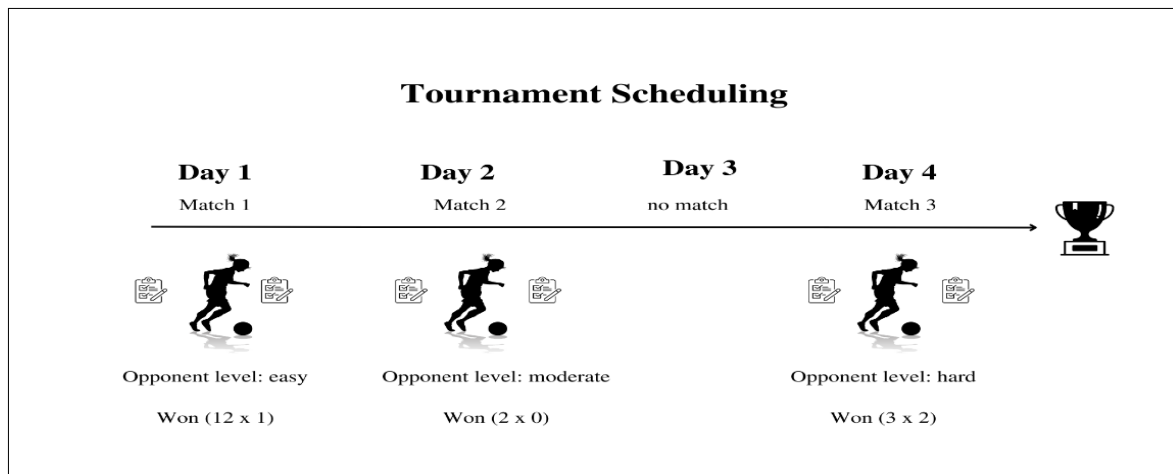 Tournament Scheduling
Day 1
Day 2
Day 3
Day 4
Match 1
Match 2
no match
Match 3
Opponent level: easy
Opponent level: moderate
Opponent level: hard
Won (12 x 1)
Won (2 x 0)
Won (3 x 2)